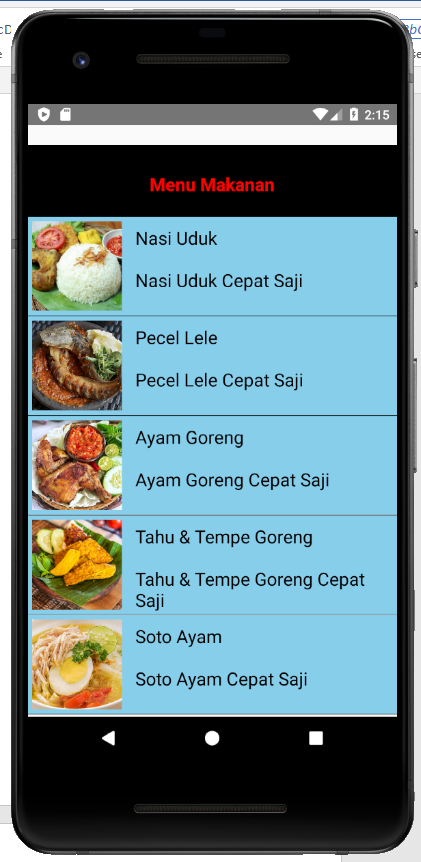 2:15
Menu Makanan
Nasi Uduk
Nasi Uduk Cepat Saji
Pecel Lele
Pecel Lele Cepat Saji
Ayam Goreng
Ayam Goreng Cepat Saji
Tahu & Tempe Goreng
Tahu & Tempe Goreng Cepat
Saji
Soto Ayam
Soto Ayam Cepat Saji